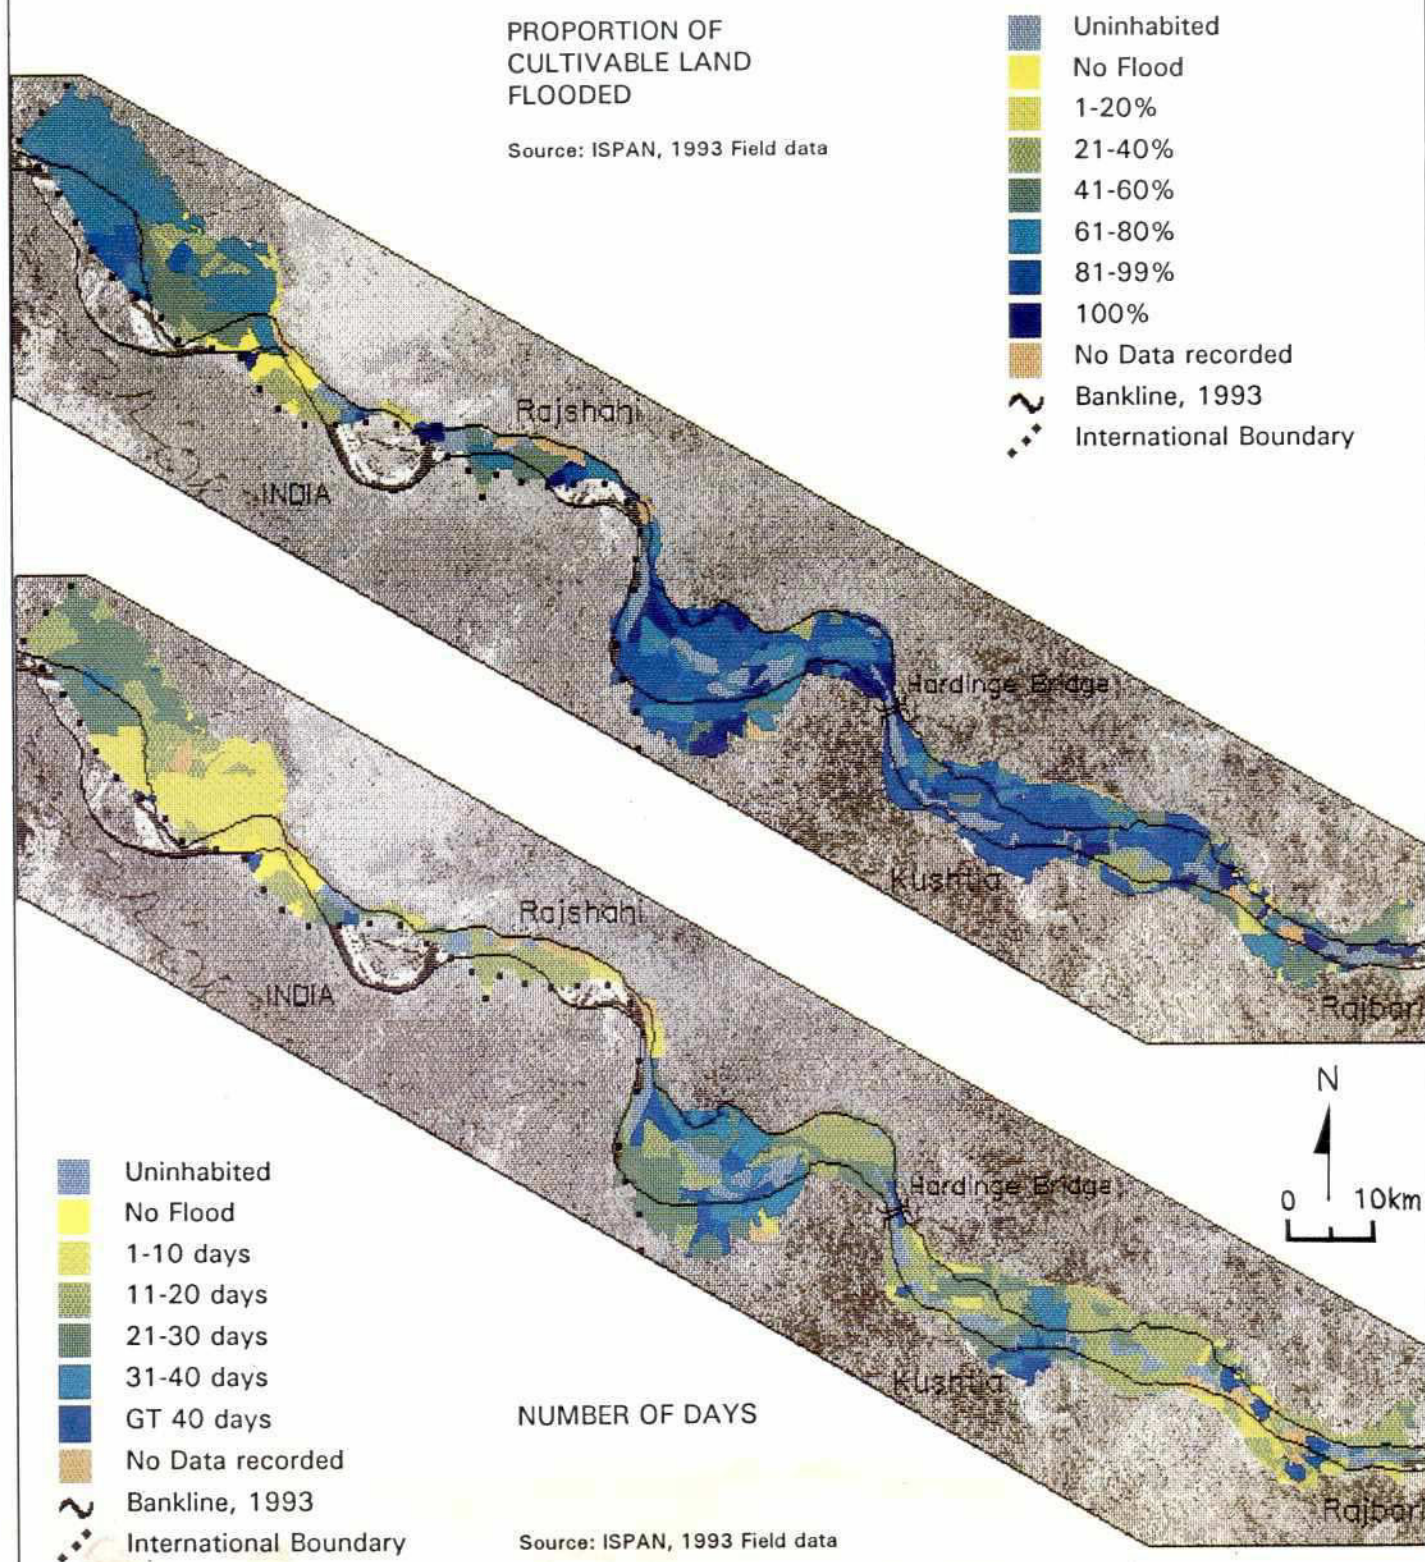 PROPORTION OF
CULTIVABLE LAND
FLOODED
Source: ISPAN, 1993 Field data
Uninhabited
No Flood
1-20%
21-40%
41-60%
61-80%
81-99%
100%
No Data recorded
Bankline, 1993
International Boundary
Rajshahi
INDIA
Hardinge Bridge
Kushtia
Rajbari
N
0 10km
Rajshahi
INDIA
Hardinge Bridge
Kushtia
Rajbari
Uninhabited
No Flood
1-10 days
11-20 days
21-30 days
31-40 days
GT 40 days
No Data recorded
Bankline, 1993
International Boundary
NUMBER OF DAYS
Source: ISPAN, 1993 Field data